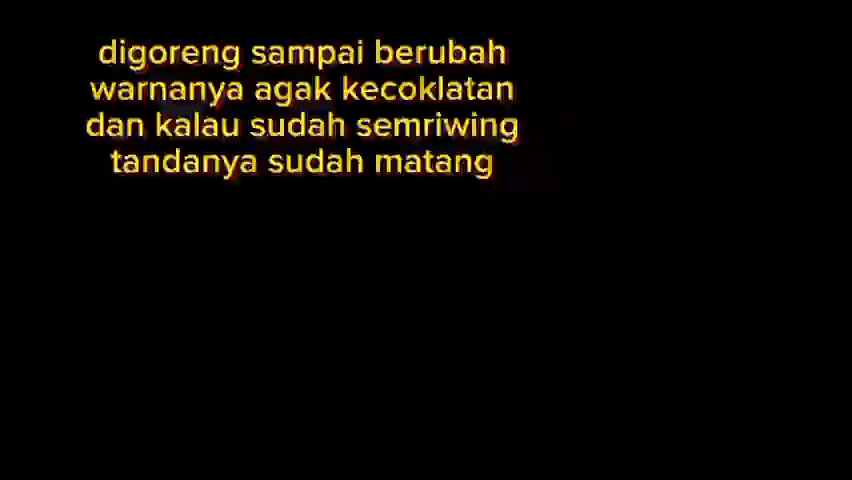 digoreng sampai berubah
warnanya agak kecoklatan
dan kalau sudah semriwing
tandanya sudah matang